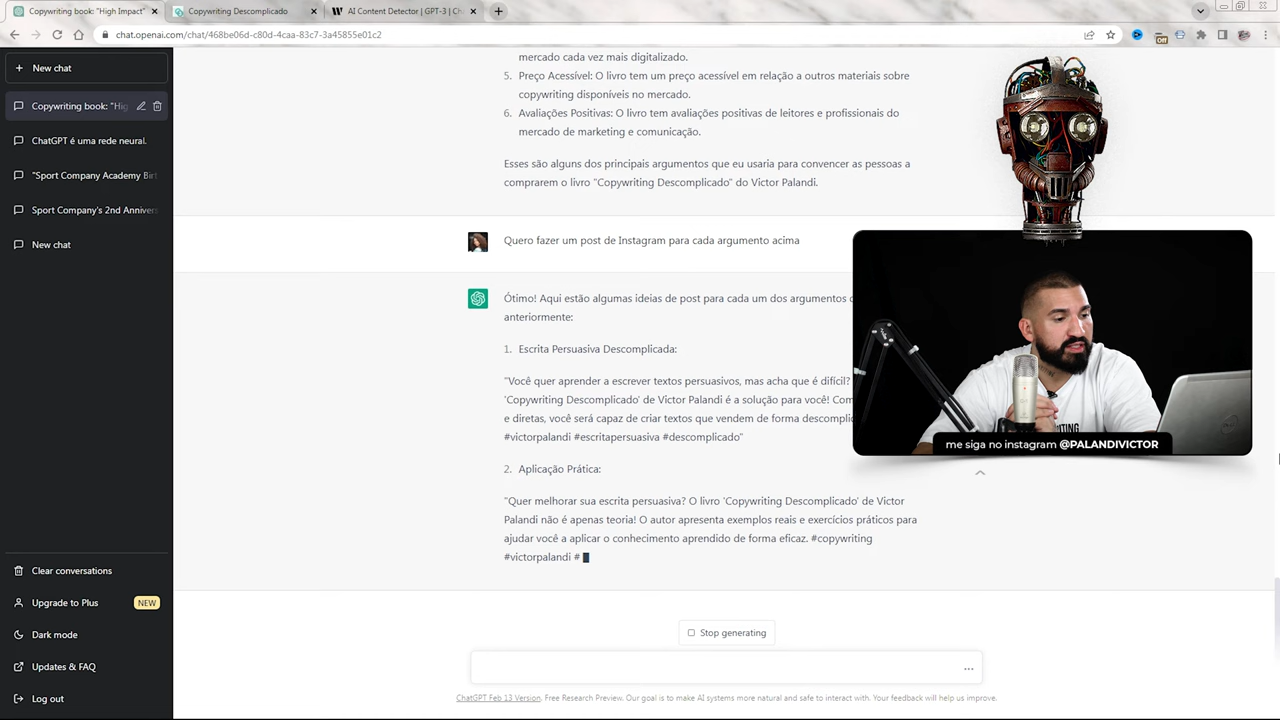 Copywriting book "High Impact"
Copywriting Descomplicado
AI Content Detector | GPT-3 | Ch
chat.openai.com/chat/468be06d-c80d-4caa-83c7-3a45855e01c2
Off
New chat
Copywriting book: "Hig
ChatGPT é uma rede neural.
"Sport Company Academy Birt
Sport Company's 2nd Annivers
New chat
Clear conversations
Upgrade to Plus NEW
Dark mode
Updates & FAQ
Log out
mercado cada vez mais digitalizado.
5. Preço Acessível: O livro tem um preço acessível em relação a outros materiais sobre
copywriting disponíveis no mercado.
6. Avaliações Positivas: O livro tem avaliações positivas de leitores e profissionais do
mercado de marketing e comunicação.
Esses são alguns dos principais argumentos que eu usaria para convencer as pessoas a
comprarem o livro "Copywriting Descomplicado" do Victor Palandi.
Quero fazer um post de Instagram para cada argumento acima
Ótimo! Aqui estão algumas ideias de post para cada um dos argumentos
anteriormente:
1. Escrita Persuasiva Descomplicada:
"Você quer aprender a escrever textos persuasivos, mas acha que é difícil?
'Copywriting Descomplicado' de Victor Palandi é a solução para você! Com
e diretas, você será capaz de criar textos que vendem de forma descomplic
#victorpalandi #escritapersuasiva #descomplicado"
2. Aplicação Prática:
"Quer melhorar sua escrita persuasiva? O livro 'Copywriting Descomplicado' de Victor
Palandi não é apenas teoria! O autor apresenta exemplos reais e exercícios práticos para
ajudar você a aplicar o conhecimento aprendido de forma eficaz. #copywriting
#victorpalandi #
me siga no instagram @PALANDIVICTOR
Stop generating
ChatGPT Feb 13 Version. Free Research Preview. Our goal is to make AI systems more natural and safe to interact with. Your feedback will help us improve.